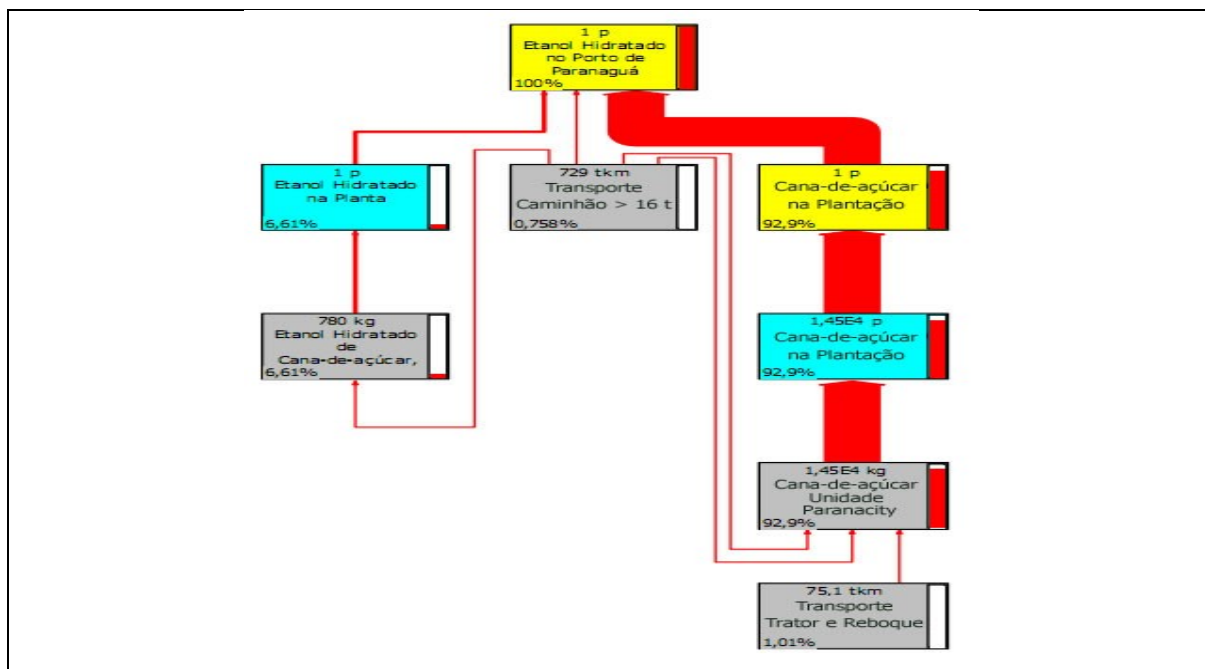 1 p
Etanol Hidratado
no Porto de
Paranaguá
100%
1 p
Etanol Hidratado
na Planta
6,61%
729 tkm
Transporte
Caminhão > 16 t
0,758%
1 p
Cana-de-açúcar
na Plantação
92,9%
780 kg
Etanol Hidratado
de
Cana-de-açúcar,
6,61%
1,45E4 p
Cana-de-açúcar
na Plantação
92,9%
1,45E4 kg
Cana-de-açúcar
Unidade
Paranacity
92,9%
75,1 tkm
Transporte
Trator e Reboque
1,01%